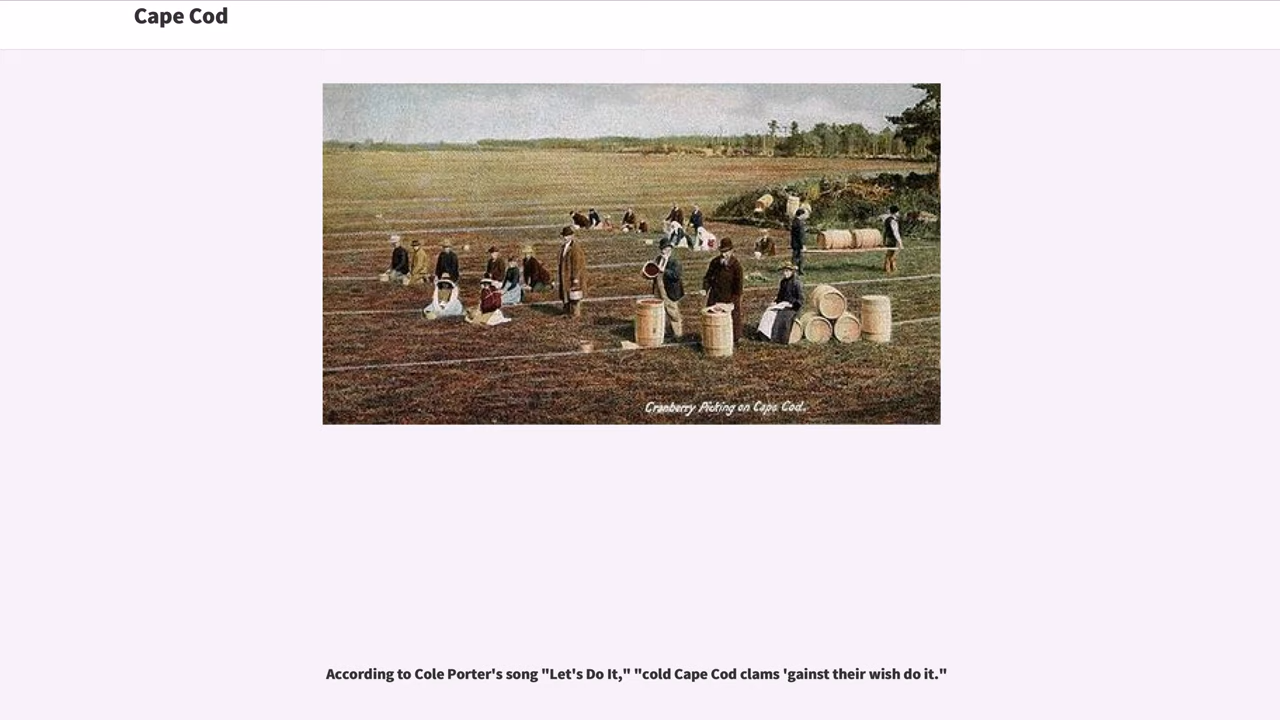 Cape Cod
Cranberry Picking on Cape Cod.
According to Cole Porter's song "Let's Do It," "cold Cape Cod clams 'gainst their wish do it."